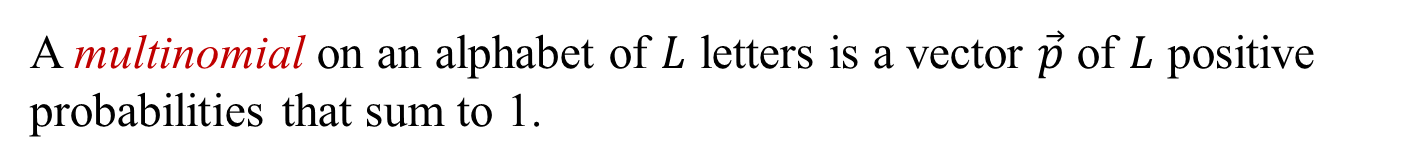 A multinomial on an alphabet of L letters is a vector p⃗ of L positive
probabilities that sum to 1.